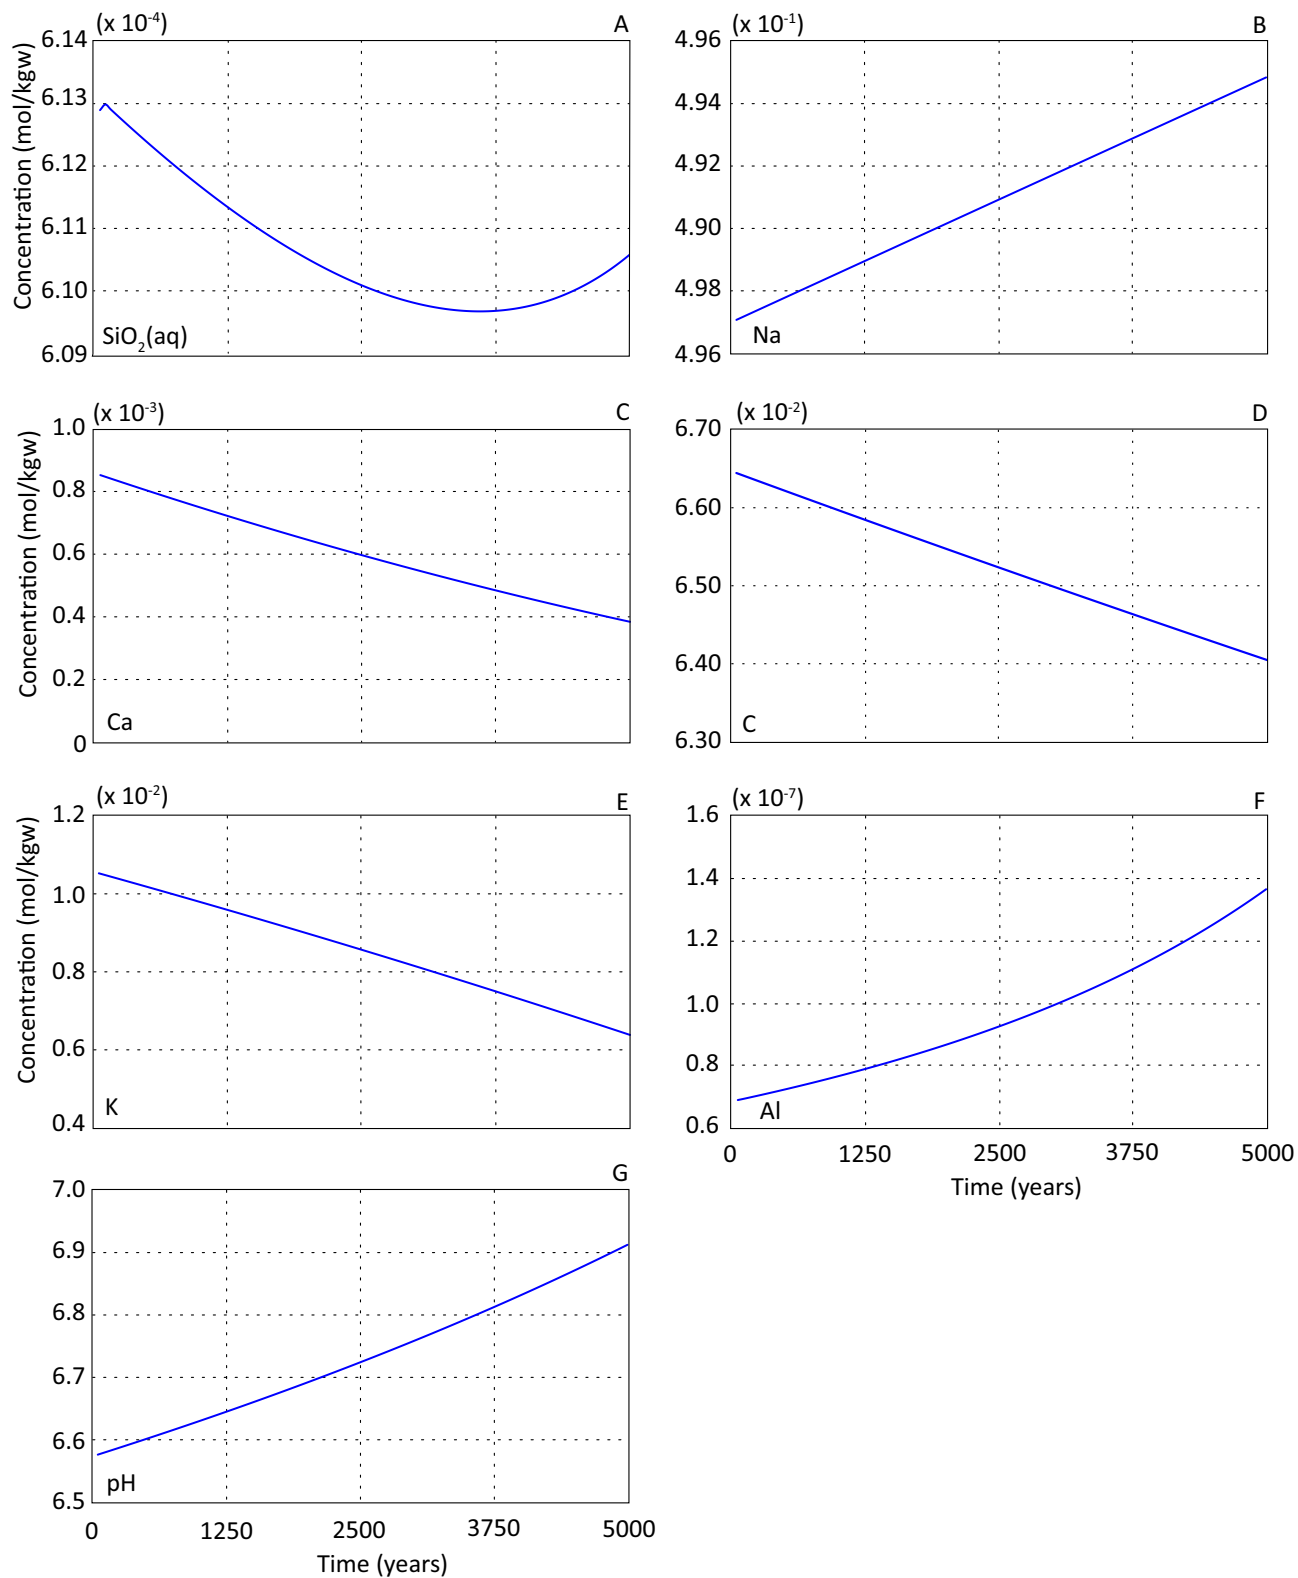 (x 10⁻⁴) A
6.14
6.13
6.12
6.11
6.10
6.09
Concentration (mol/kgw)
SiO₂(aq)
(x 10⁻¹) B
4.96
4.94
4.92
4.90
4.98
4.96
Na
(x 10⁻³) C
1.0
0.8
0.6
0.4
0.2
0
Concentration (mol/kgw)
Ca
(x 10⁻²) D
6.70
6.60
6.50
6.40
6.30
C
(x 10⁻²) E
1.2
1.0
0.8
0.6
0.4
Concentration (mol/kgw)
K
(x 10⁻⁷) F
1.6
1.4
1.2
1.0
0.8
0.6
Al
0 1250 2500 3750 5000
Time (years)
G
7.0
6.9
6.8
6.7
6.6
6.5
pH
0 1250 2500 3750 5000
Time (years)